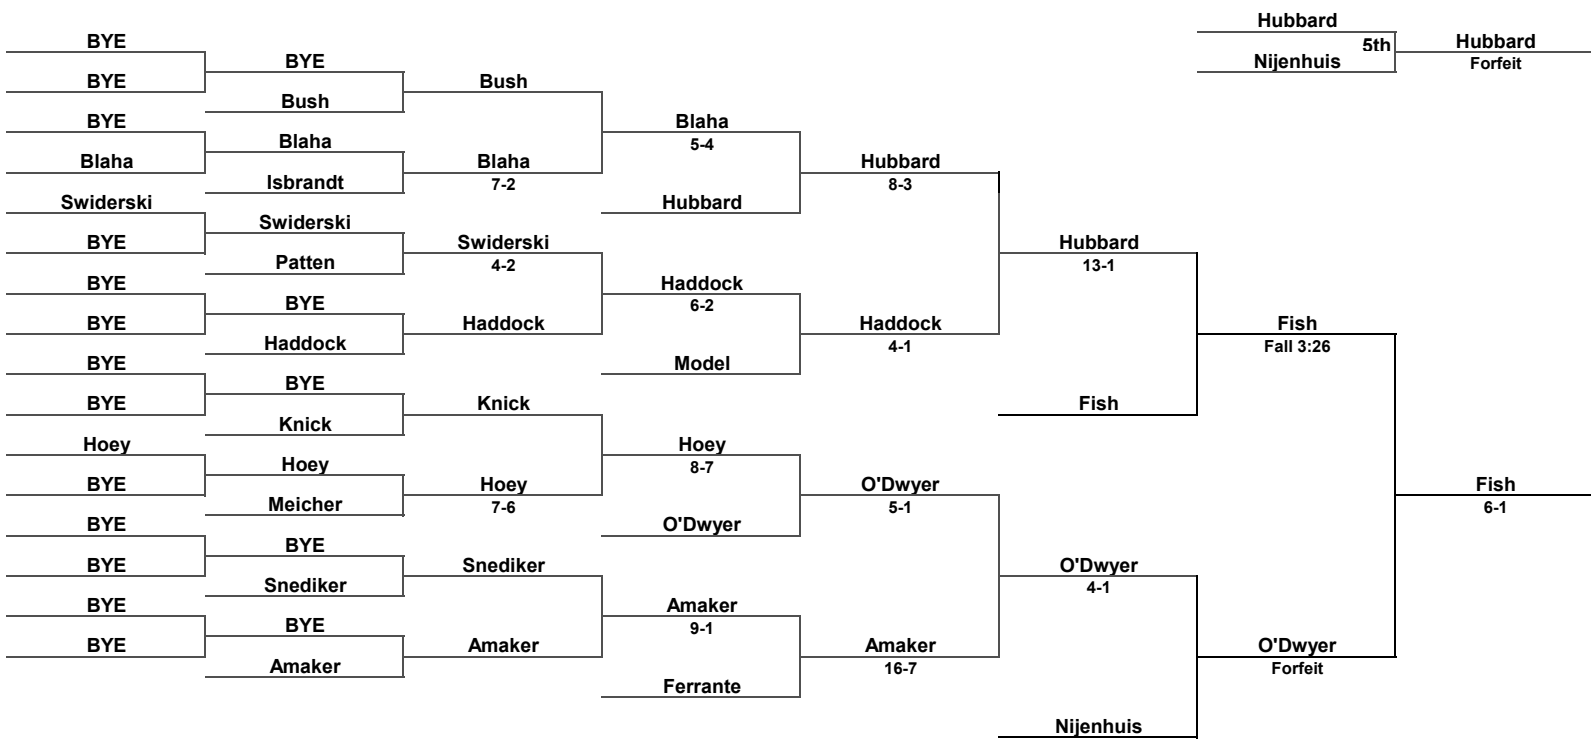 Hubbard
5th
Nijenhuis
Hubbard
Forfeit
BYE
BYE
BYE
Blaha
Swiderski
BYE
BYE
BYE
BYE
BYE
Hoey
BYE
BYE
BYE
BYE
BYE
BYE
Bush
Blaha
Isbrandt
Swiderski
Patten
BYE
Haddock
BYE
Knick
Hoey
Meicher
BYE
Snediker
BYE
Amaker
Bush
Blaha
7-2
Swiderski
4-2
Haddock
Knick
Hoey
7-6
Snediker
Amaker
Blaha
5-4
Hubbard
Haddock
6-2
Model
Hoey
8-7
O'Dwyer
Amaker
9-1
Ferrante
Hubbard
8-3
Haddock
4-1
O'Dwyer
5-1
Amaker
16-7
Hubbard
13-1
Fish
O'Dwyer
4-1
Nijenhuis
Fish
Fall 3:26
O'Dwyer
Forfeit
Fish
6-1